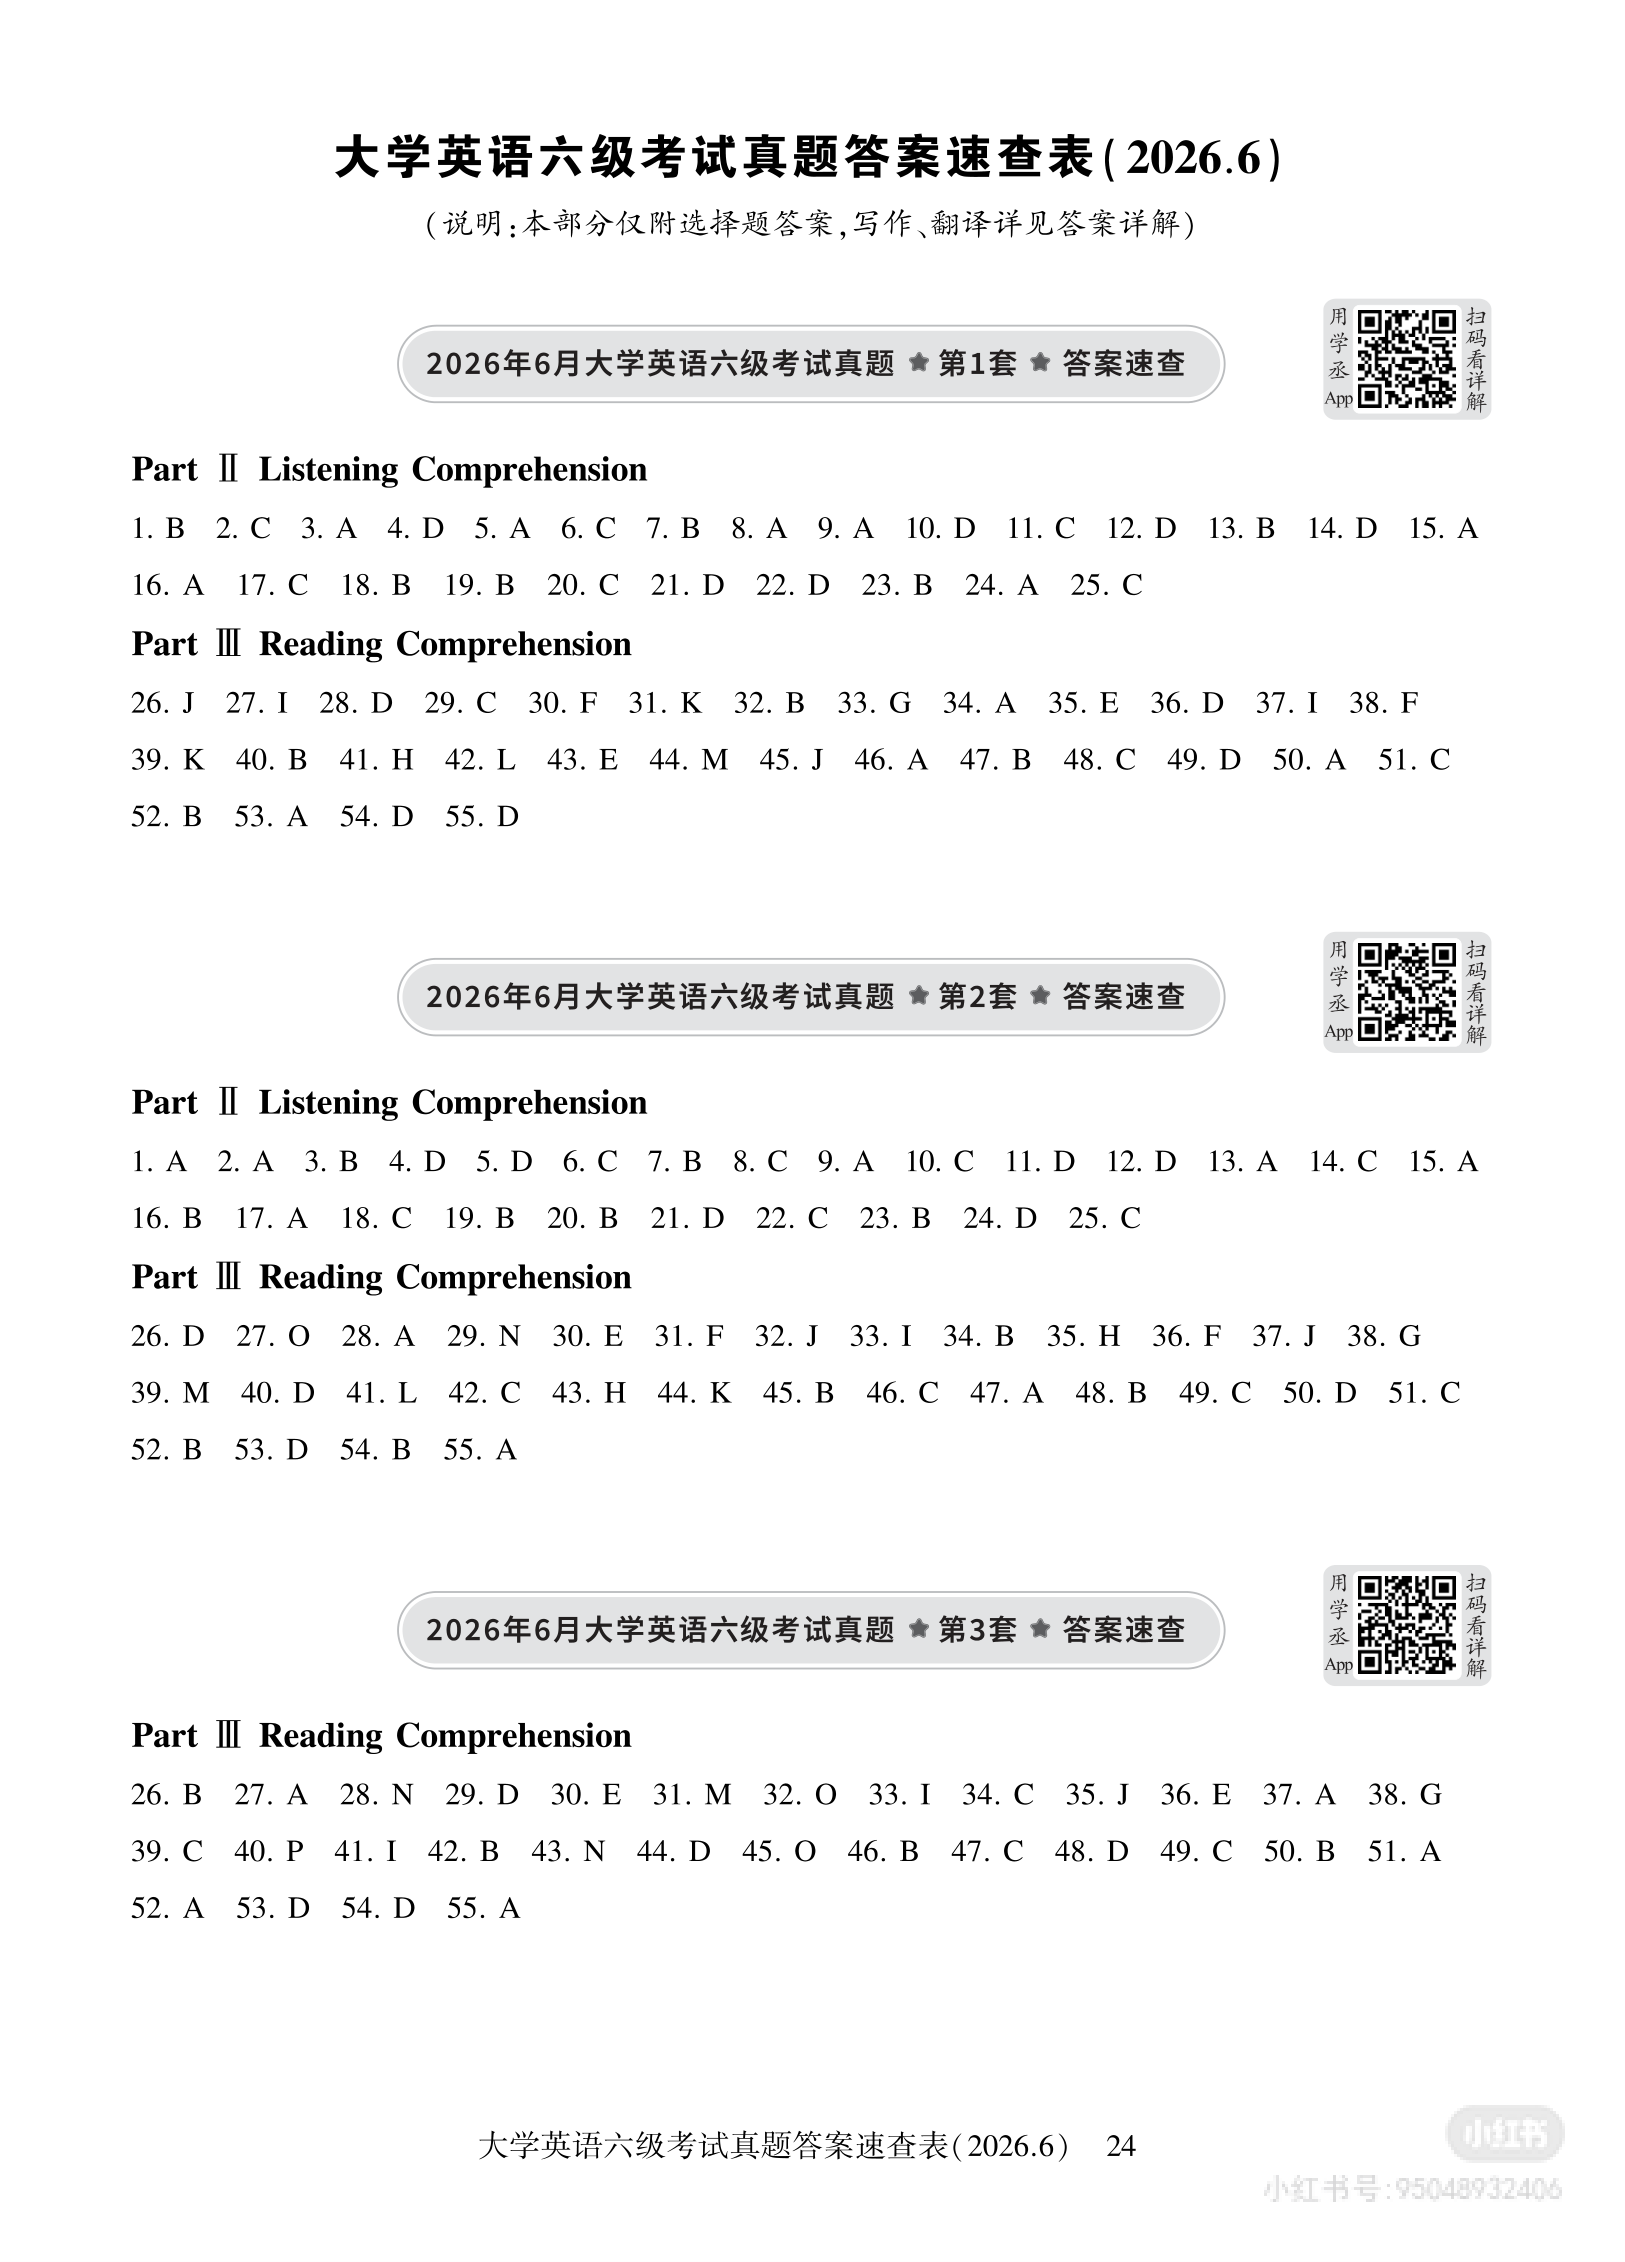 大学英语六级考试真题答案速查表(2026.6)
(说明:本部分仅附选择题答案,写作、翻译详见答案详解)
2026年6月大学英语六级考试真题 ★ 第1套 ★ 答案速查
用学丞App
扫码看详解
Part Ⅱ Listening Comprehension
1. B 2. C 3. A 4. D 5. A 6. C 7. B 8. A 9. A 10. D 11. C 12. D 13. B 14. D 15. A
16. A 17. C 18. B 19. B 20. C 21. D 22. D 23. B 24. A 25. C
Part Ⅲ Reading Comprehension
26. J 27. I 28. D 29. C 30. F 31. K 32. B 33. G 34. A 35. E 36. D 37. I 38. F
39. K 40. B 41. H 42. L 43. E 44. M 45. J 46. A 47. B 48. C 49. D 50. A 51. C
52. B 53. A 54. D 55. D
2026年6月大学英语六级考试真题 ★ 第2套 ★ 答案速查
用学丞App
扫码看详解
Part Ⅱ Listening Comprehension
1. A 2. A 3. B 4. D 5. D 6. C 7. B 8. C 9. A 10. C 11. D 12. D 13. A 14. C 15. A
16. B 17. A 18. C 19. B 20. B 21. D 22. C 23. B 24. D 25. C
Part Ⅲ Reading Comprehension
26. D 27. O 28. A 29. N 30. E 31. F 32. J 33. I 34. B 35. H 36. F 37. J 38. G
39. M 40. D 41. L 42. C 43. H 44. K 45. B 46. C 47. A 48. B 49. C 50. D 51. C
52. B 53. D 54. B 55. A
2026年6月大学英语六级考试真题 ★ 第3套 ★ 答案速查
用学丞App
扫码看详解
Part Ⅲ Reading Comprehension
26. B 27. A 28. N 29. D 30. E 31. M 32. O 33. I 34. C 35. J 36. E 37. A 38. G
39. C 40. P 41. I 42. B 43. N 44. D 45. O 46. B 47. C 48. D 49. C 50. B 51. A
52. A 53. D 54. D 55. A
大学英语六级考试真题答案速查表(2026.6) 24
小红书
小红书号:95048932406